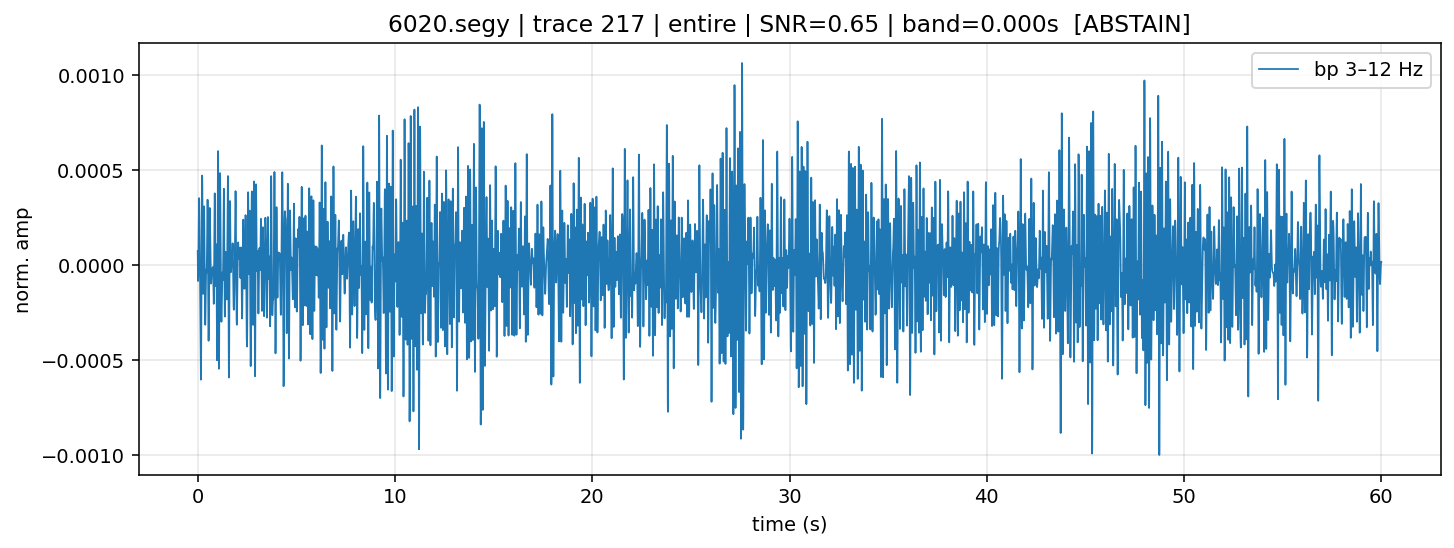 6020.segy | trace 217 | entire | SNR=0.65 | band=0.000s  [ABSTAIN]
bp 3–12 Hz
norm. amp
0.0010
0.0005
0.0000
−0.0005
−0.0010
0 10 20 30 40 50 60
time (s)